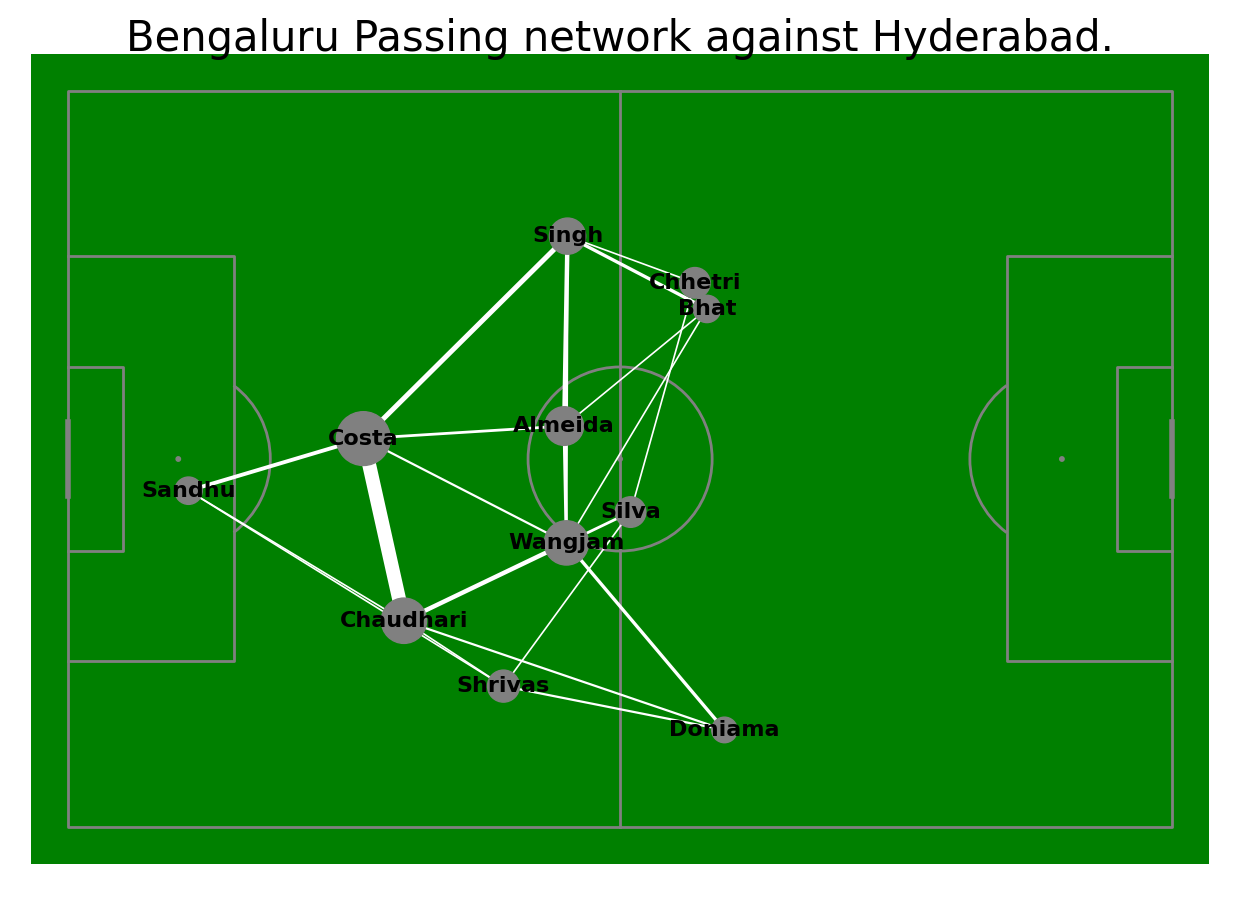 Bengaluru Passing network against Hyderabad.
Singh
Chhetri
Bhat
Almeida
Costa
Sandhu
Silva
Wangjam
Chaudhari
Shrivas
Doniama